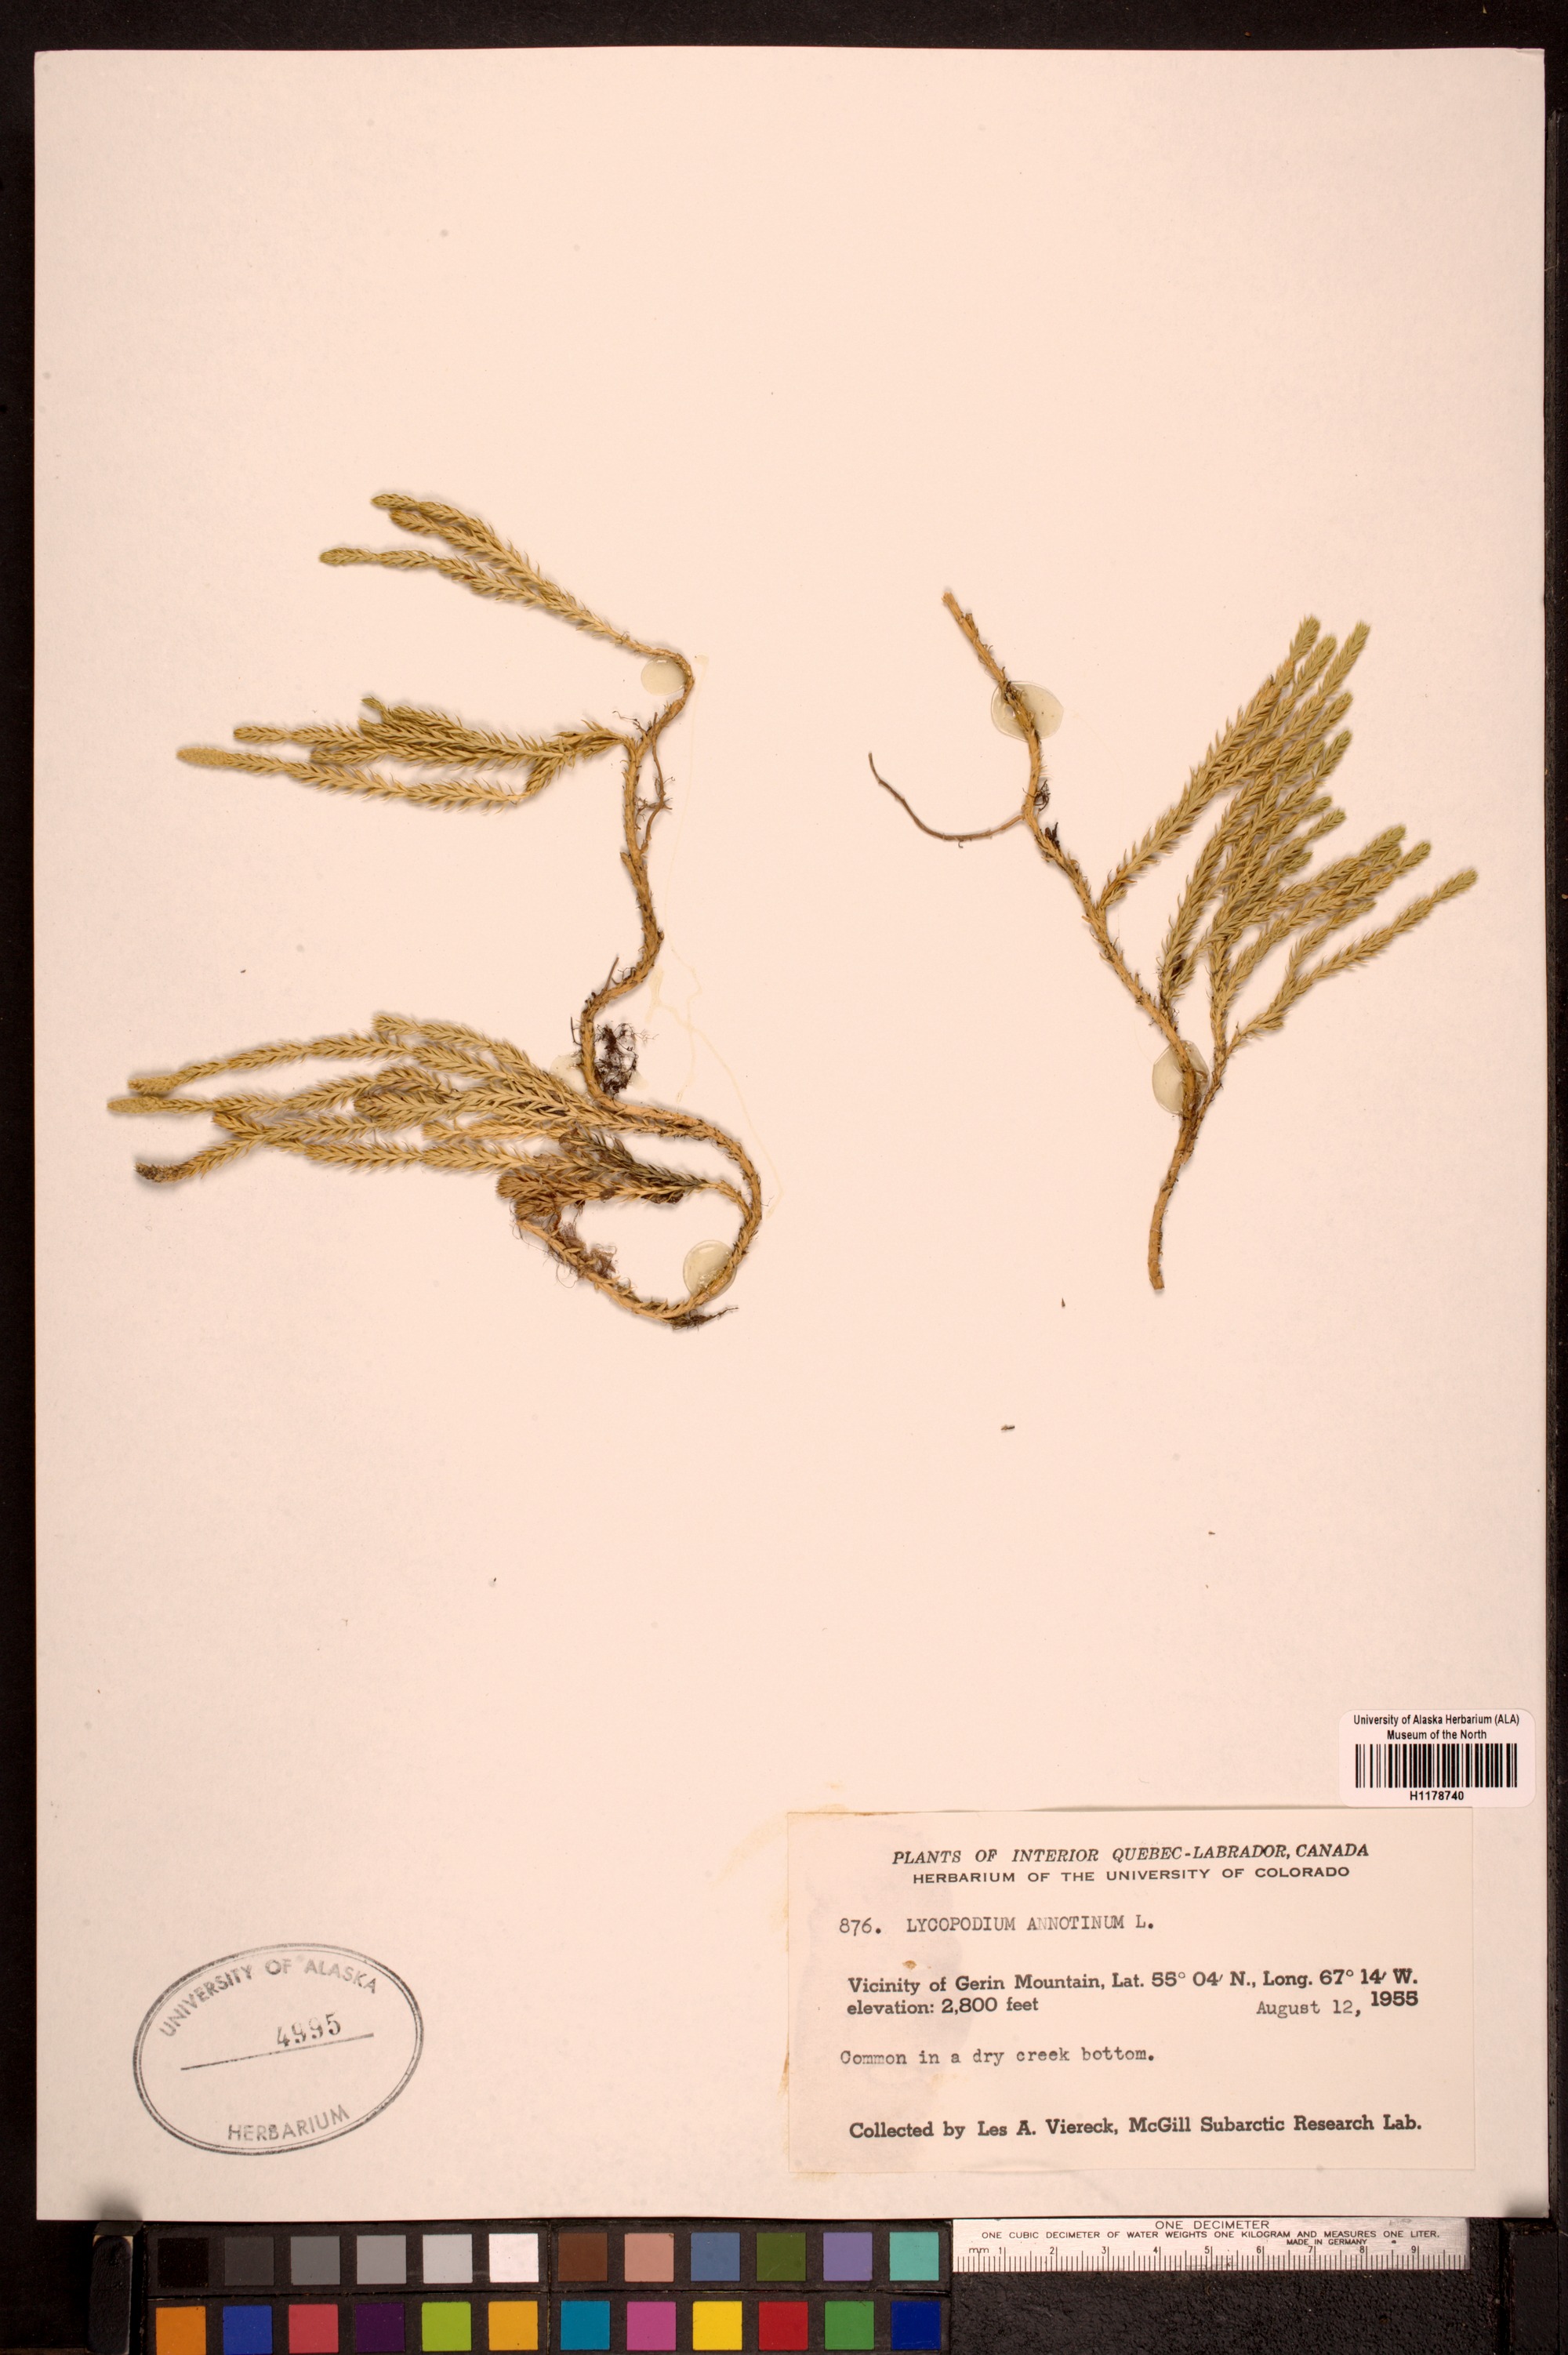 University of Alaska Herbarium (ALA)
Museum of the North
H1178740
PLANTS OF INTERIOR QUEBEC-LABRADOR, CANADA
HERBARIUM OF THE UNIVERSITY OF COLORADO
876. LYCOPODIUM ANNOTINUM L.
Vicinity of Gerin Mountain, Lat. 55° 04′ N., Long. 67° 14′ W.
elevation: 2,800 feet August 12, 1955
Common in a dry creek bottom.
Collected by Les A. Viereck, McGill Subarctic Research Lab.
UNIVERSITY OF ALASKA
4995
HERBARIUM
ONE DECIMETER
ONE CUBIC DECIMETER OF WATER WEIGHTS ONE KILOGRAM AND MEASURES ONE LITER.
MADE IN GERMANY
mm 1 2 3 4 5 6 7 8 9